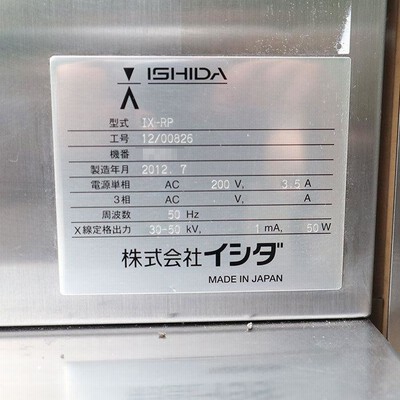 ISHIDA
型式 IX-RP
工号 12/00826
機番
製造年月 2012.7
電源単相 AC 200 V, 3.5 A
3相 AC V, A
周波数 50 Hz
X線定格出力 30-50 kV, 1 mA, 50 W
株式会社イシダ
MADE IN JAPAN